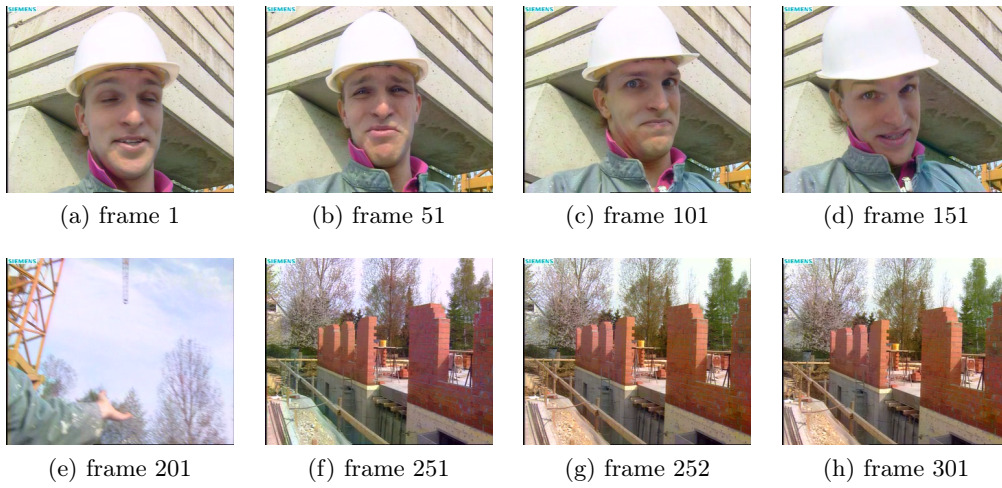 SIEMENS
SIEMENS
SIEMENS
SIEMENS
(a) frame 1
(b) frame 51
(c) frame 101
(d) frame 151
SIEMENS
SIEMENS
SIEMENS
SIEMENS
(e) frame 201
(f) frame 251
(g) frame 252
(h) frame 301